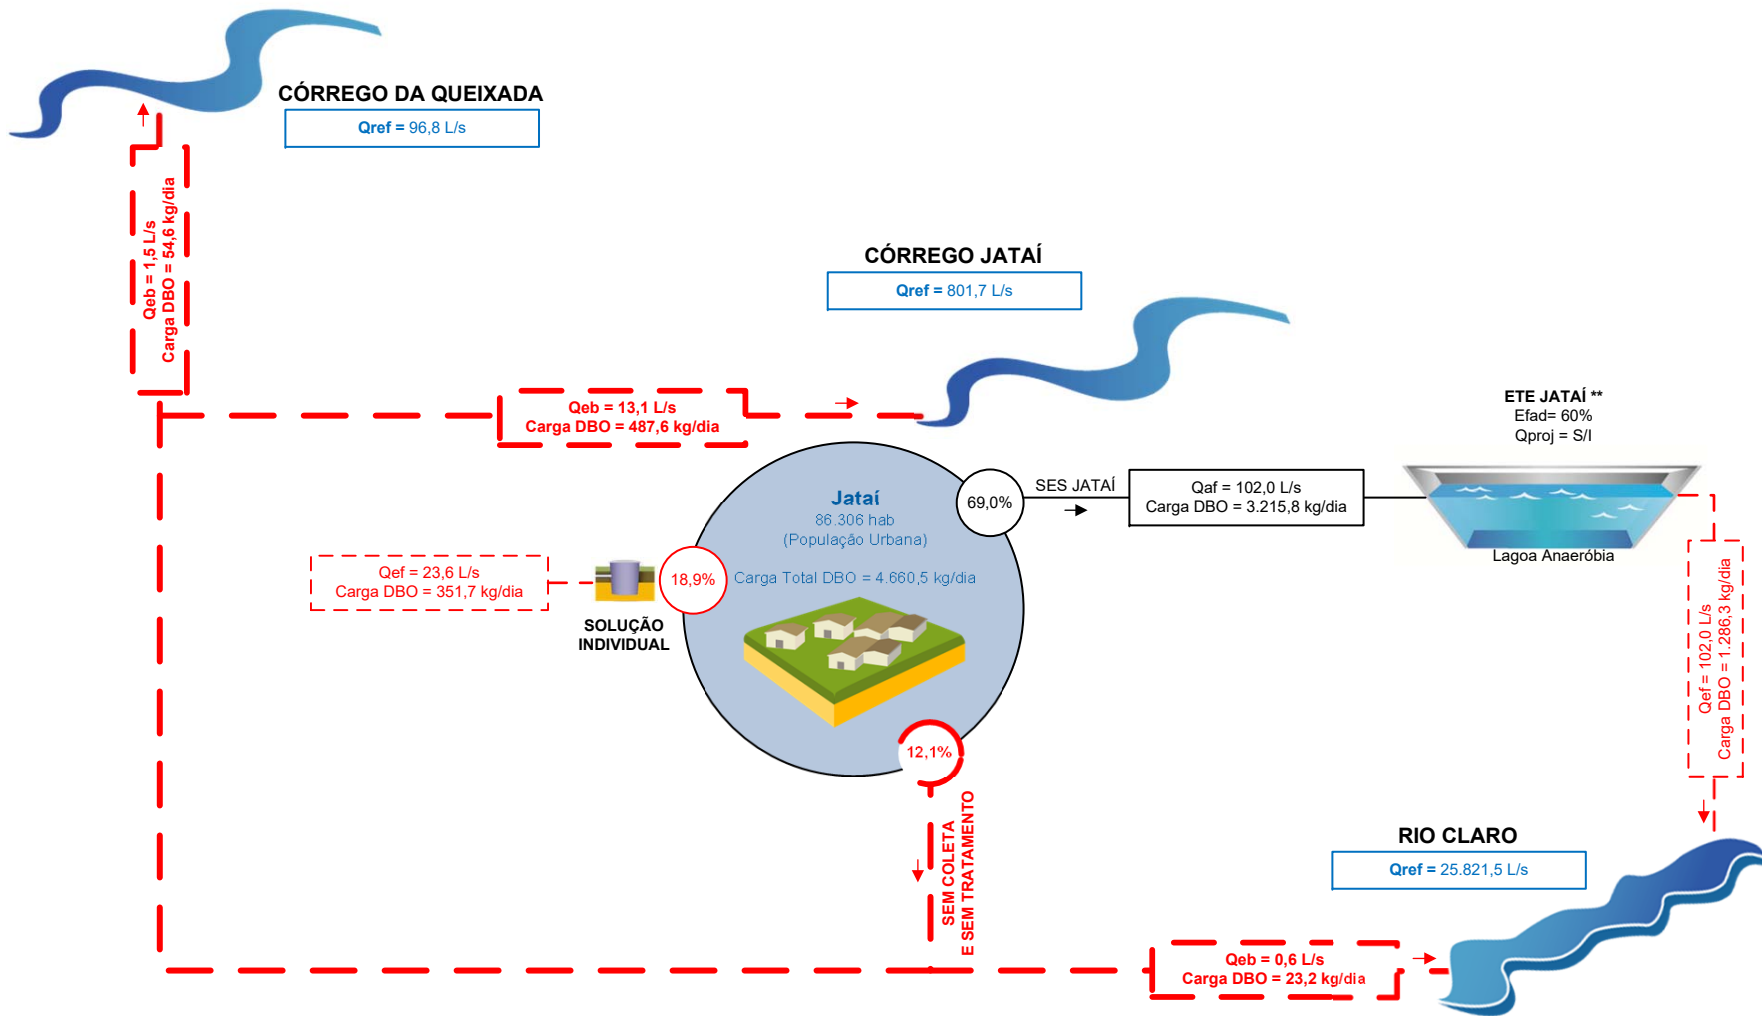 CÓRREGO DA QUEIXADA
Qref = 96,8 L/s
Qeb = 1,5 L/s
Carga DBO = 54,6 kg/dia
CÓRREGO JATAÍ
Qref = 801,7 L/s
Qeb = 13,1 L/s
Carga DBO = 487,6 kg/dia
ETE JATAÍ **
Efad= 60%
Qproj = S/I
Lagoa Anaeróbia
SES JATAÍ
Qaf = 102,0 L/s
Carga DBO = 3.215,8 kg/dia
69,0%
Jataí
86.306 hab
(População Urbana)
Carga Total DBO = 4.660,5 kg/dia
18,9%
SOLUÇÃO
INDIVIDUAL
Qef = 23,6 L/s
Carga DBO = 351,7 kg/dia
12,1%
SEM COLETA
E SEM TRATAMENTO
Qef = 102,0 L/s
Carga DBO = 1.286,3 kg/dia
RIO CLARO
Qref = 25.821,5 L/s
Qeb = 0,6 L/s
Carga DBO = 23,2 kg/dia